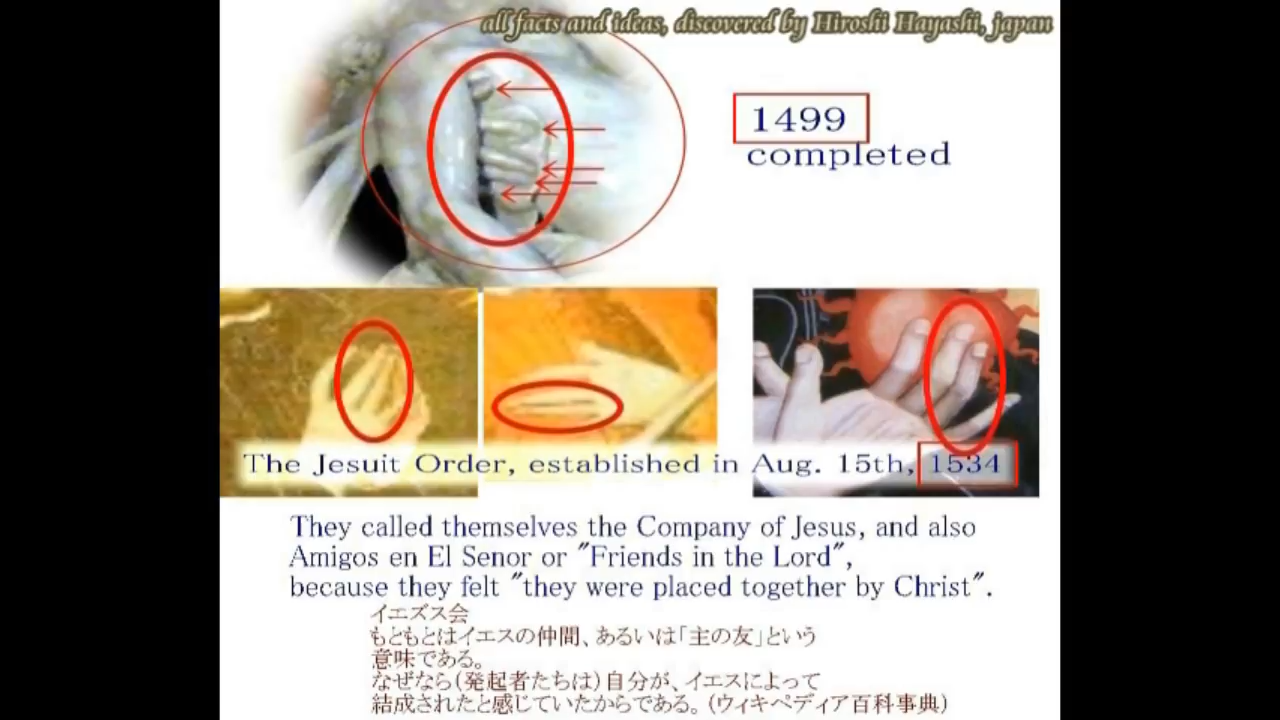 all facts and ideas, discovered by Hiroshi Hayashi, japan
1499
completed
The Jesuit Order, established in Aug. 15th, 1534
They called themselves the Company of Jesus, and also
Amigos en El Senor or "Friends in the Lord",
because they felt "they were placed together by Christ".
イエズス会
もともとはイエスの仲間、あるいは「主の友」という
意味である。
なぜなら(発起者たちは)自分が、イエスによって
結成されたと感じていたからである。(ウィキペディア百科事典)